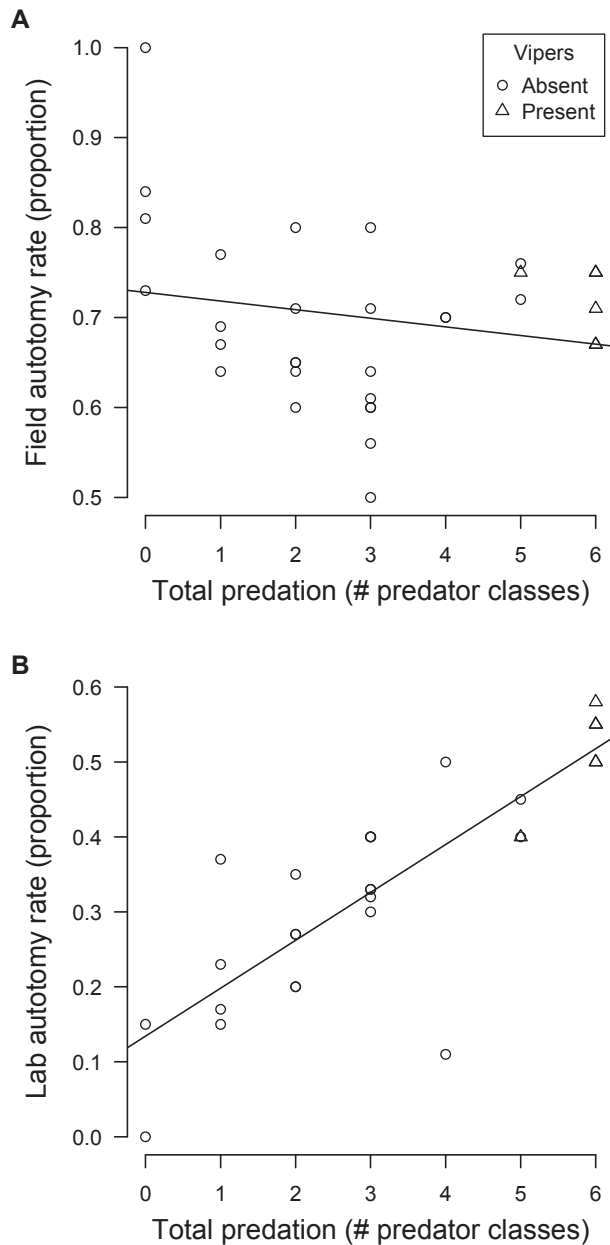 A
1.0
0.9
0.8
0.7
0.6
0.5
Field autotomy rate (proportion)
Vipers
Absent
Present
0 1 2 3 4 5 6
Total predation (# predator classes)
B
0.6
0.5
0.4
0.3
0.2
0.1
0.0
Lab autotomy rate (proportion)
0 1 2 3 4 5 6
Total predation (# predator classes)